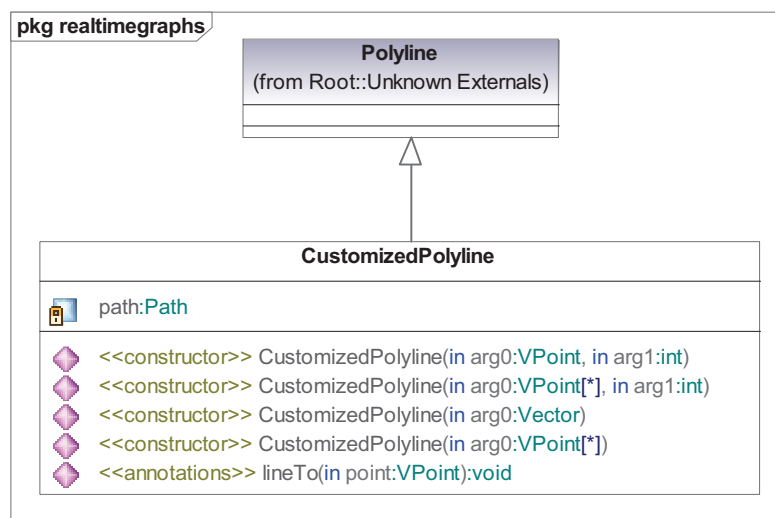 pkg realtimegraphs
Polyline
(from Root::Unknown Externals)
CustomizedPolyline
path:Path
<<constructor>> CustomizedPolyline(in arg0:VPoint, in arg1:int)
<<constructor>> CustomizedPolyline(in arg0:VPoint[*], in arg1:int)
<<constructor>> CustomizedPolyline(in arg0:Vector)
<<constructor>> CustomizedPolyline(in arg0:VPoint[*])
<<annotations>> lineTo(in point:VPoint):void